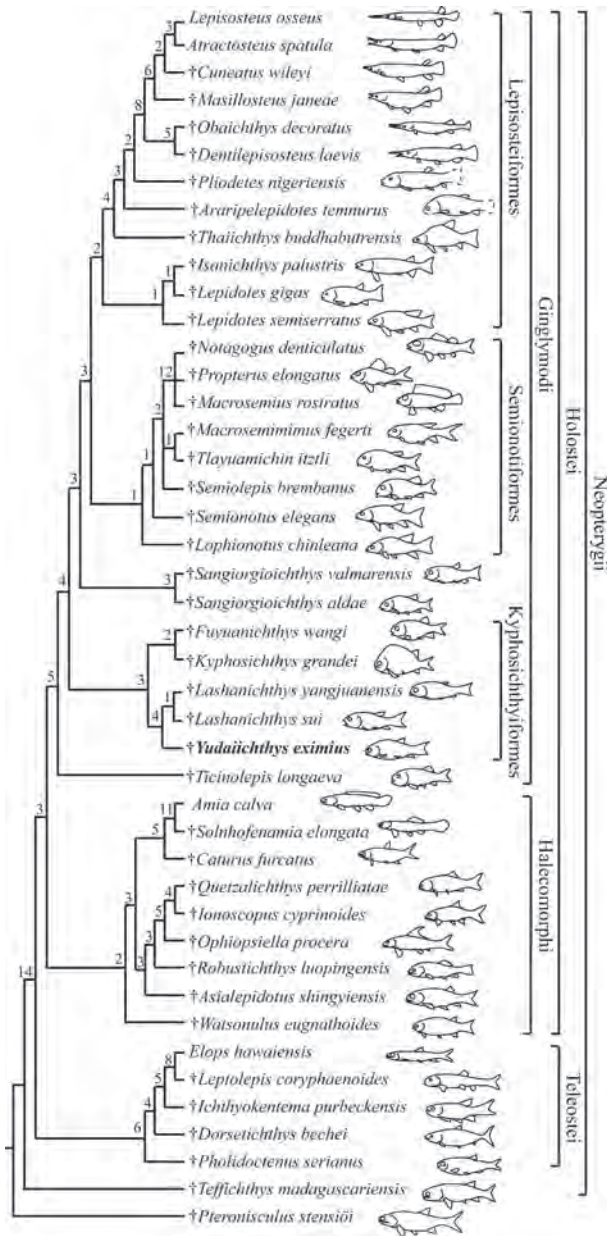 Lepisosteus osseus
Atractosteus spatula
†Cuneatus wileyi
†Masillosteus janeae
†Obaichthys decoratus
†Dentilepisosteus laevis
†Pliodetes nigeriensis
†Araripelepidotes temnurus
†Thaiichthys buddhabutrensis
†Isanichthys palustris
†Lepidotes gigas
†Lepidotes semiserratus
†Notagogus denticulatus
†Propterus elongatus
†Macrosemius rostratus
†Macrosemimimus fegerti
†Tlayuamichin itztli
†Semiolepis brembanus
†Semionotus elegans
†Lophionotus chinleana
†Sangiorgioichthys valmarensis
†Sangiorgioichthys aldae
†Fuyuanichthys wangi
†Kyphosichthys grandei
†Lashanichthys yangjuanensis
†Lashanichthys sui
†Yudaiichthys eximius
†Ticinolepis longaeva
Amia calva
†Solnhofenamia elongata
†Caturus furcatus
†Quetzalichthys perrilliatae
†Ionoscopus cyprinoides
†Ophiopsiella procera
†Robustichthys luopingensis
†Asialepidotus shingyiensis
†Watsonulus eugnathoides
Elops hawaiensis
†Leptolepis coryphaenoides
†Ichthyokentema purbeckensis
†Dorsetichthys bechei
†Pholidoctenus serianus
†Teffichthys madagascariensis
†Pteronisculus stensiöi
Lepisosteiformes
Semionotiformes
Kyphosichthyiformes
Ginglymodi
Halecomorphi
Holostei
Teleostei
Neopterygii
3
2
6
8
5
2
3
4
2
1
1
3
12
2
1
1
1
3
3
4
2
3
1
4
5
3
11
5
3
4
5
3
3
2
14
8
5
4
6